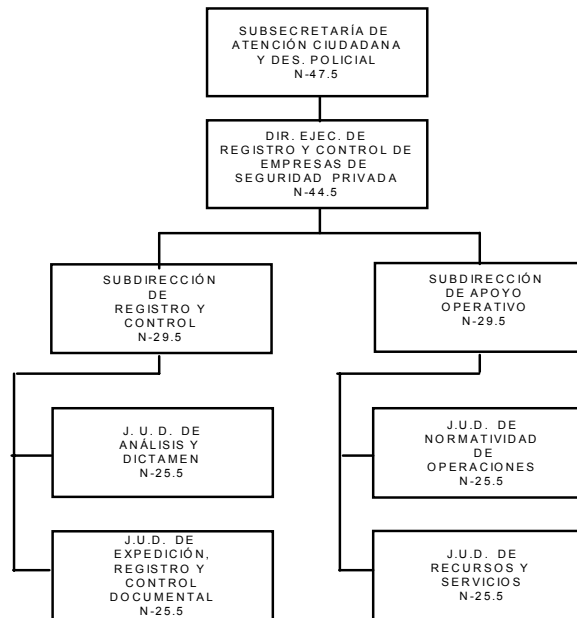 SUBSECRETARÍA DE
ATENCIÓN CIUDADANA
Y DES. POLICIAL
N-47.5
DIR. EJEC. DE
REGISTRO Y CONTROL DE
EMPRESAS DE
SEGURIDAD PRIVADA
N-44.5
SUBDIRECCIÓN
DE
REGISTRO Y
CONTROL
N-29.5
SUBDIRECCIÓN
DE APOYO
OPERATIVO
N-29.5
J. U. D. DE
ANÁLISIS Y
DICTAMEN
N-25.5
J.U.D. DE
NORMATIVIDAD
DE
OPERACIONES
N-25.5
J.U.D. DE
EXPEDICIÓN,
REGISTRO Y
CONTROL
DOCUMENTAL
N-25.5
J.U.D. DE
RECURSOS Y
SERVICIOS
N-25.5